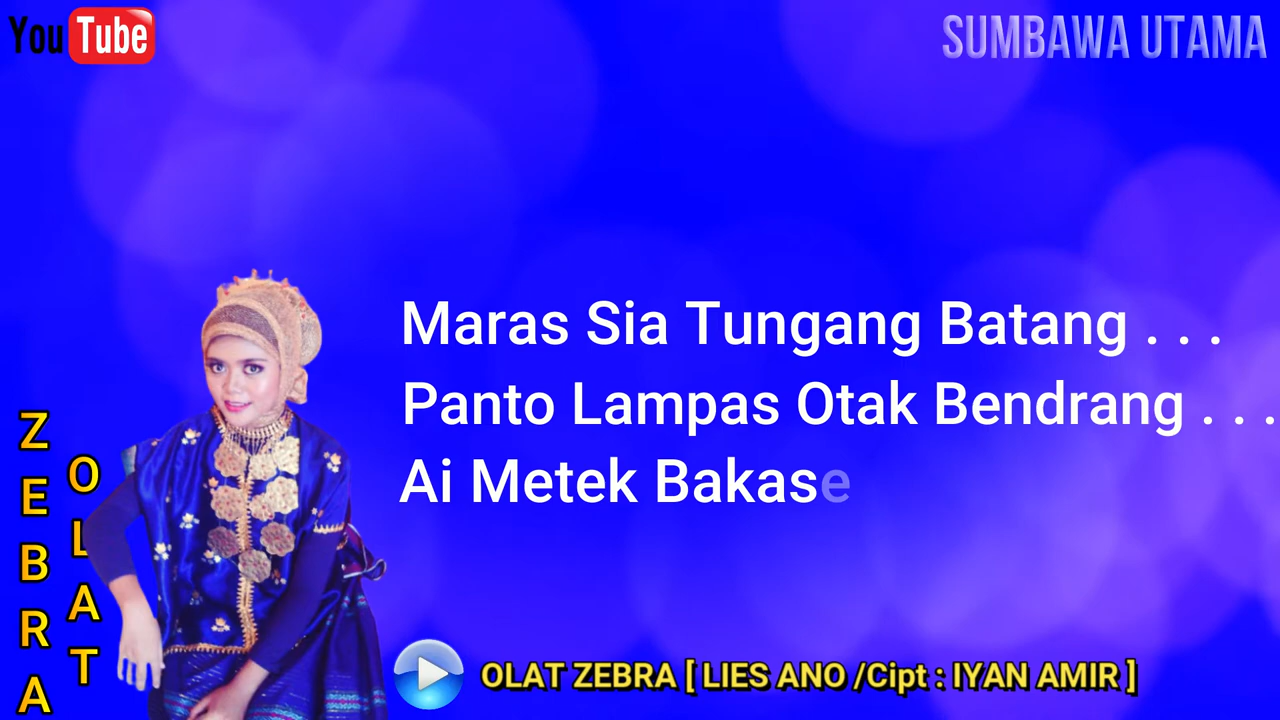 YouTube
SUMBAWA UTAMA
Maras Sia Tungang Batang . . .
Panto Lampas Otak Bendrang . . .
Ai Metek Bakase
OLAT
ZEBRA
OLAT ZEBRA [ LIES ANO /Cipt : IYAN AMIR ]